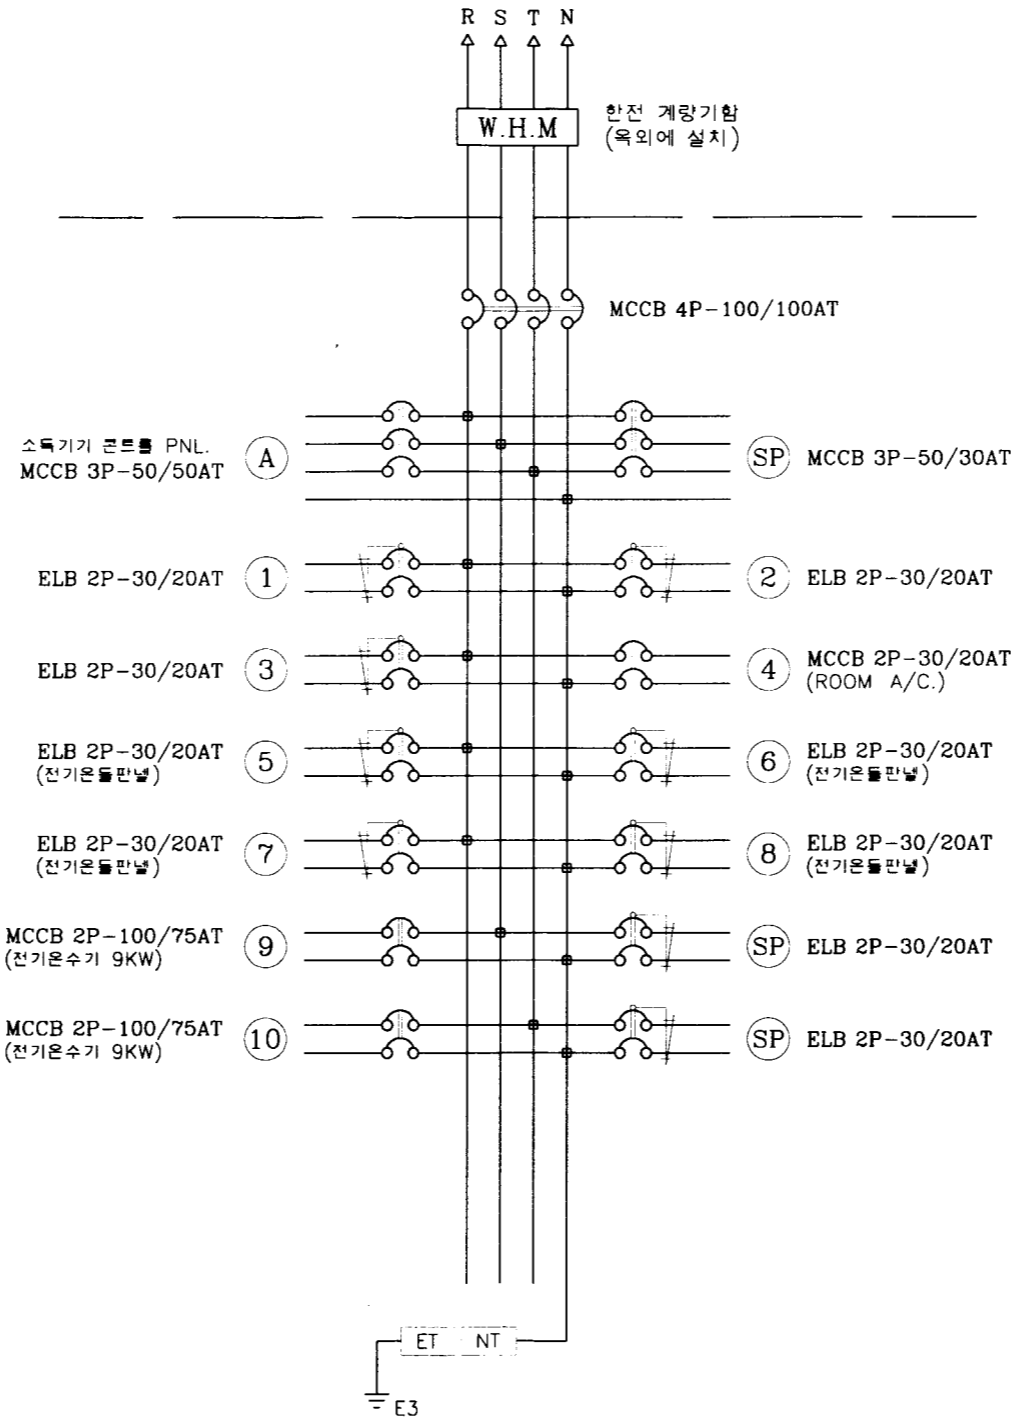 R S T N
W.H.M
한전 계량기함
(옥외에 설치)
MCCB 4P-100/100AT
소독기기 콘트롤 PNL.
MCCB 3P-50/50AT
A
SP
MCCB 3P-50/30AT
ELB 2P-30/20AT
1
2
ELB 2P-30/20AT
ELB 2P-30/20AT
3
4
MCCB 2P-30/20AT
(ROOM A/C.)
ELB 2P-30/20AT
(전기온돌판넬)
5
6
ELB 2P-30/20AT
(전기온돌판넬)
ELB 2P-30/20AT
(전기온돌판넬)
7
8
ELB 2P-30/20AT
(전기온돌판넬)
MCCB 2P-100/75AT
(전기온수기 9KW)
9
SP
ELB 2P-30/20AT
MCCB 2P-100/75AT
(전기온수기 9KW)
10
SP
ELB 2P-30/20AT
ET NT
E3